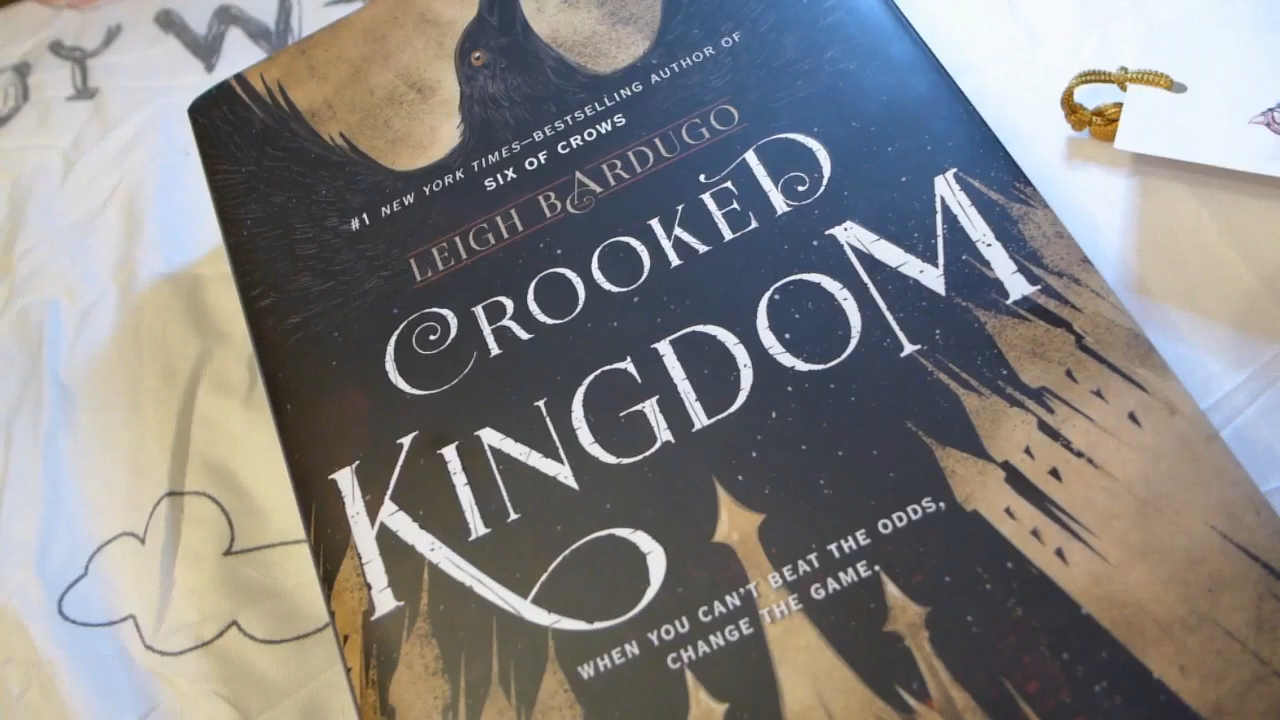 YW
#1 NEW YORK TIMES—BESTSELLING AUTHOR OF
SIX OF CROWS
LEIGH BARDUGO
CROOKED
KINGDOM
WHEN YOU CAN'T BEAT THE ODDS,
CHANGE THE GAME.